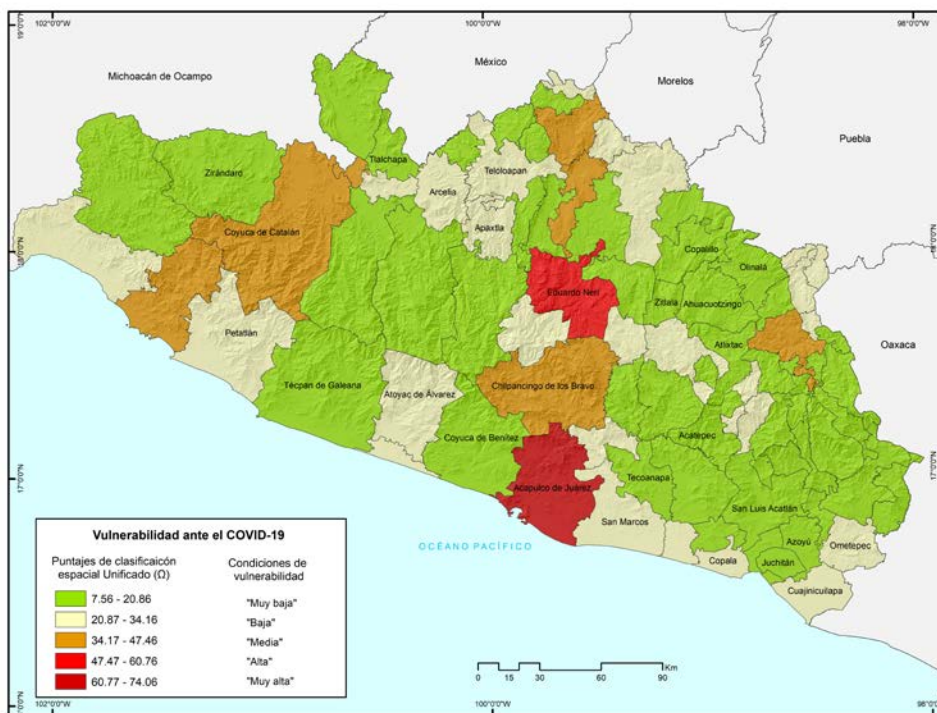 102°0'0"W
100°0'0"W
98°0'0"W
19°0'0"N
Michoacán de Ocampo
México
Morelos
Puebla
Oaxaca
Tlalchapa
Zirándaro
Arcelia
Teloloapan
Apaxtla
Coyuca de Catalán
18°0'0"N
Copalillo
Olinalá
Eduardo Neri
Zitlala
Ahuacuotzingo
Petatlán
Atlixtac
Técpan de Galeana
Chilpancingo de los Bravo
Atoyac de Álvarez
Coyuca de Benítez
Acatepec
17°0'0"N
Tecoanapa
Acapulco de Juárez
San Luis Acatlán
San Marcos
Azoyú
Ometepec
Copala
Juchitán
Cuajinicuilapa
OCÉANO PACÍFICO
Vulnerabilidad ante el COVID-19
Puntajes de clasificaicón
espacial Unificado (Ω)
Condiciones de
vulnerabilidad
7.56 - 20.86
"Muy baja"
20.87 - 34.16
"Baja"
34.17 - 47.46
"Media"
47.47 - 60.76
"Alta"
60.77 - 74.06
"Muy alta"
Km
0 15 30 60 90
102°0'0"W
100°0'0"W
98°0'0"W